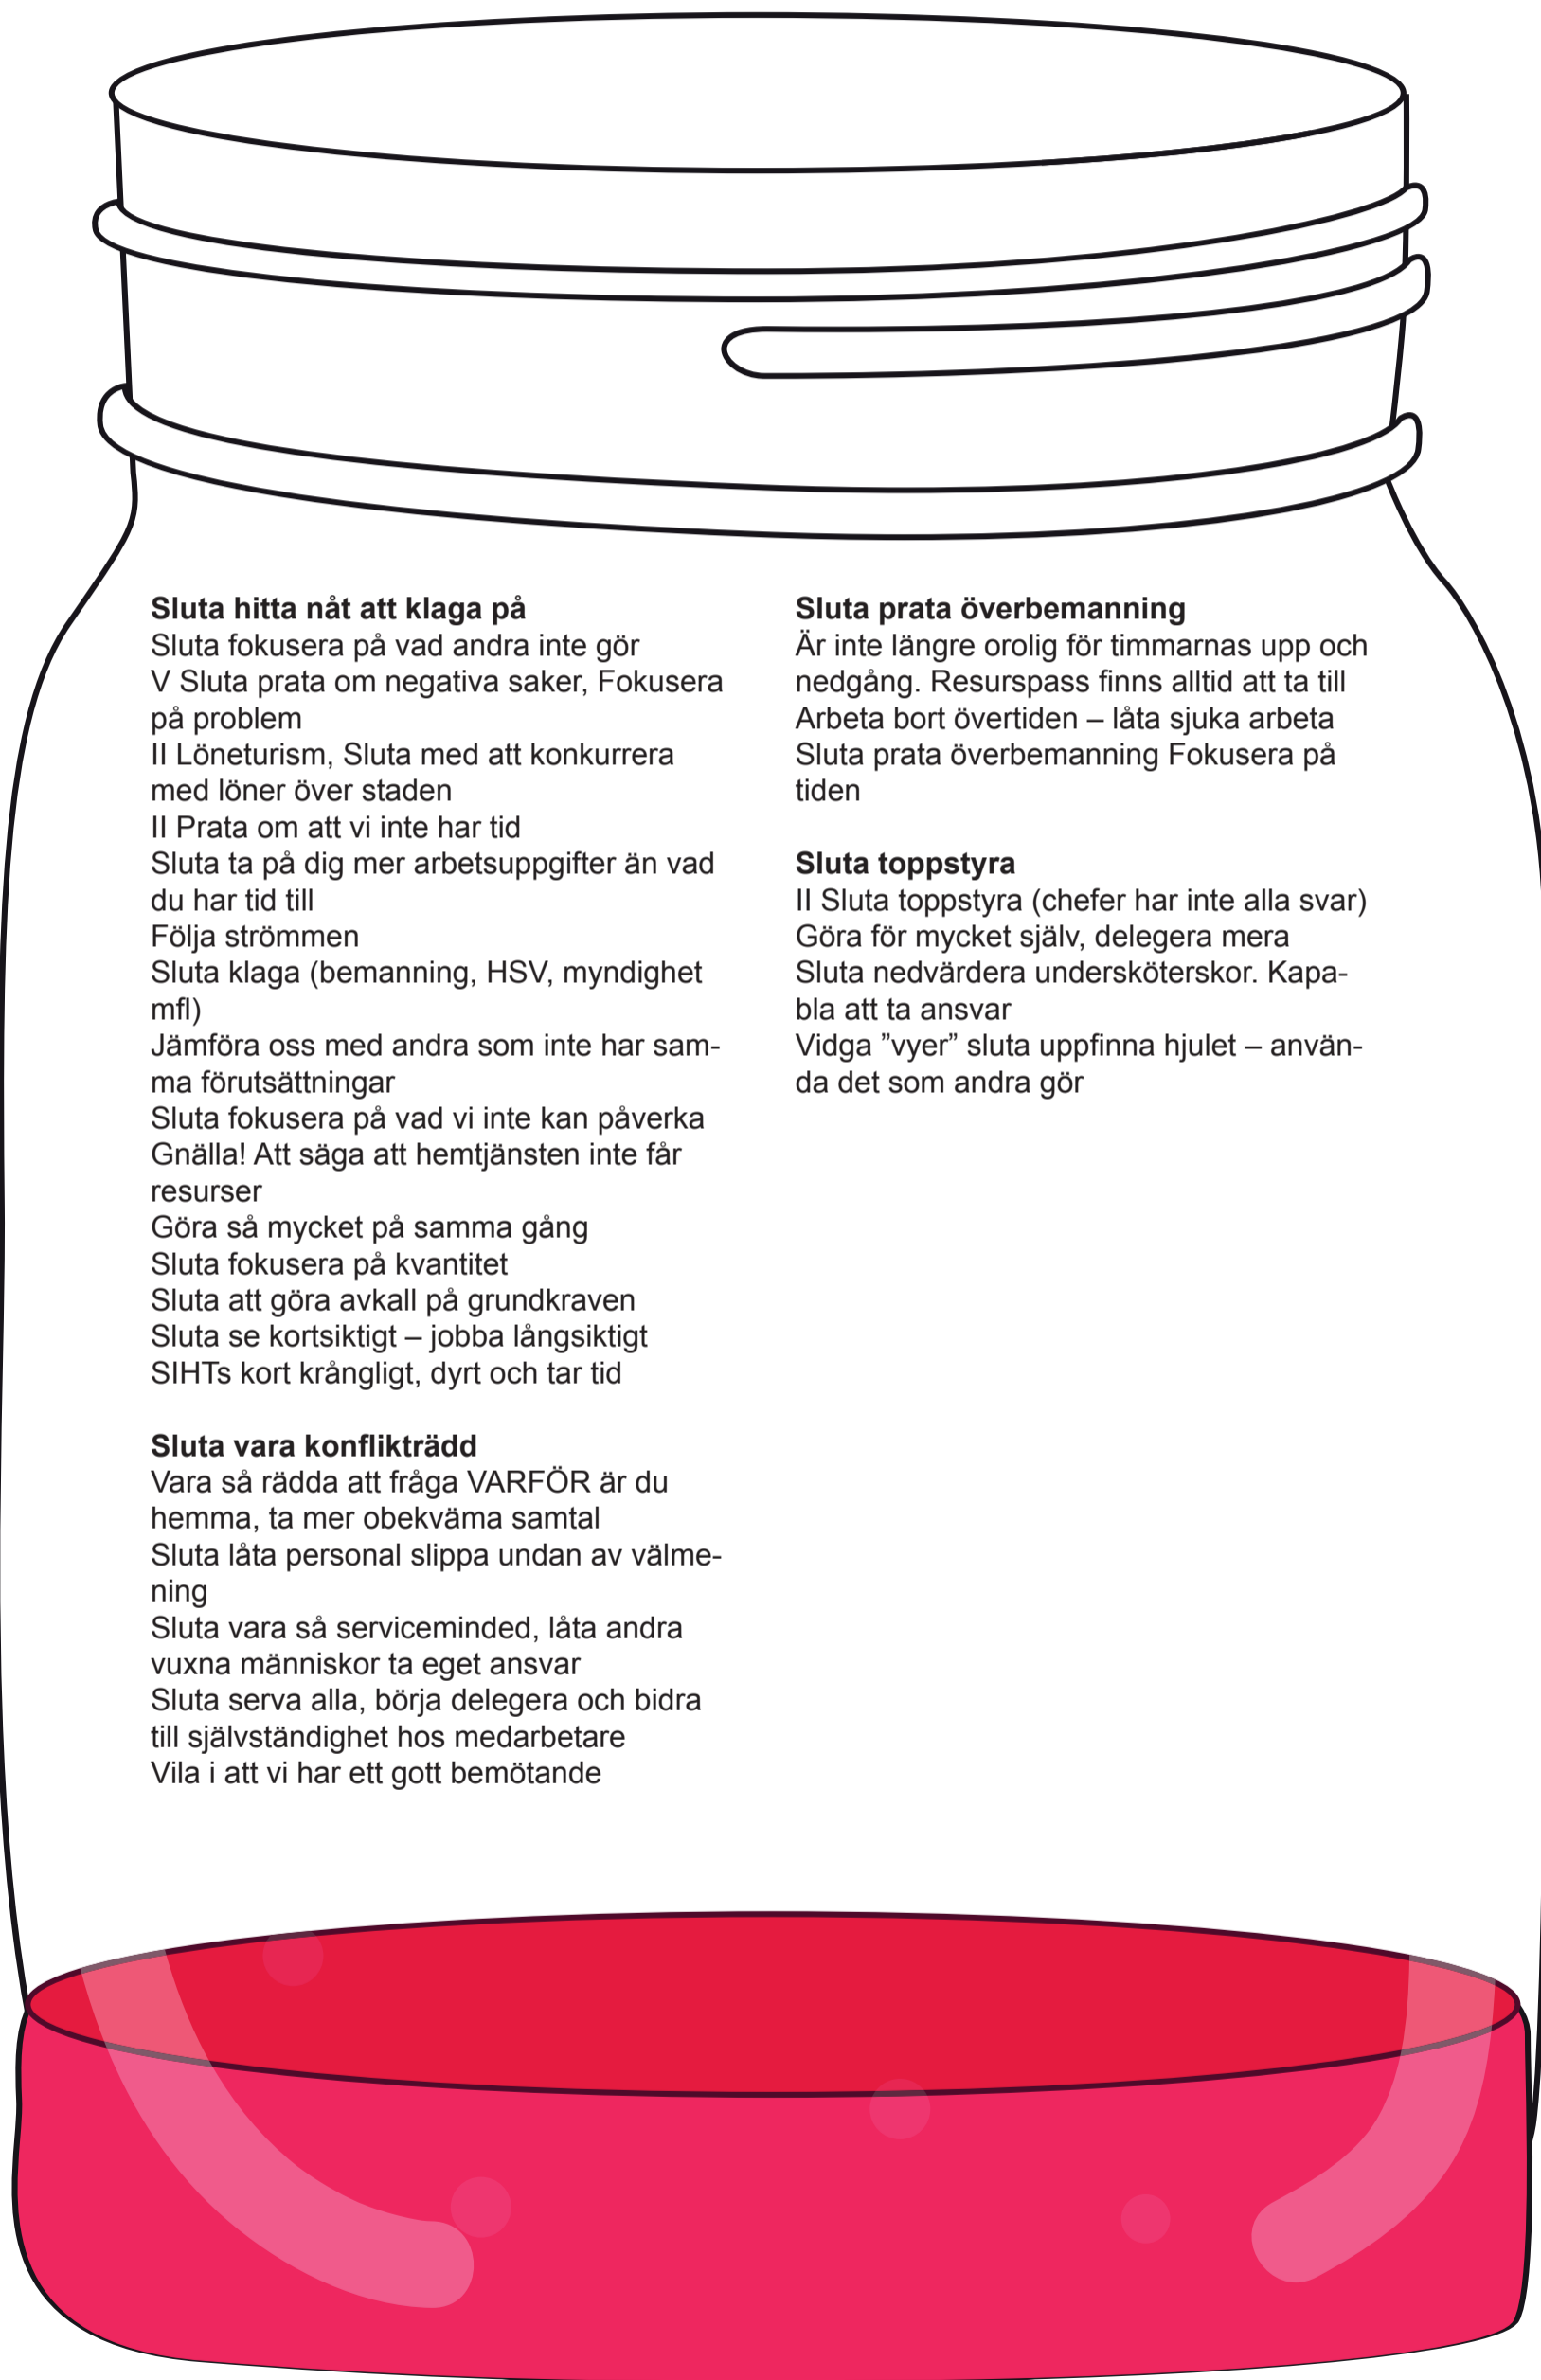 Sluta hitta nåt att klaga på
Sluta fokusera på vad andra inte gör
V Sluta prata om negativa saker, Fokusera
på problem
II Löneturism, Sluta med att konkurrera
med löner över staden
II Prata om att vi inte har tid
Sluta ta på dig mer arbetsuppgifter än vad
du har tid till
Följa strömmen
Sluta klaga (bemanning, HSV, myndighet
mfl)
Jämföra oss med andra som inte har sam-
ma förutsättningar
Sluta fokusera på vad vi inte kan påverka
Gnälla! Att säga att hemtjänsten inte får
resurser
Göra så mycket på samma gång
Sluta fokusera på kvantitet
Sluta att göra avkall på grundkraven
Sluta se kortsiktigt – jobba långsiktigt
SIHTs kort krångligt, dyrt och tar tid
Sluta vara konflikträdd
Vara så rädda att fråga VARFÖR är du
hemma, ta mer obekväma samtal
Sluta låta personal slippa undan av välme-
ning
Sluta vara så serviceminded, låta andra
vuxna människor ta eget ansvar
Sluta serva alla, börja delegera och bidra
till självständighet hos medarbetare
Vila i att vi har ett gott bemötande
Sluta prata överbemanning
Är inte längre orolig för timmarnas upp och
nedgång. Resurspass finns alltid att ta till
Arbeta bort övertiden – låta sjuka arbeta
Sluta prata överbemanning Fokusera på
tiden
Sluta toppstyra
II Sluta toppstyra (chefer har inte alla svar)
Göra för mycket själv, delegera mera
Sluta nedvärdera undersköterskor. Kapa-
bla att ta ansvar
Vidga ”vyer” sluta uppfinna hjulet – använ-
da det som andra gör